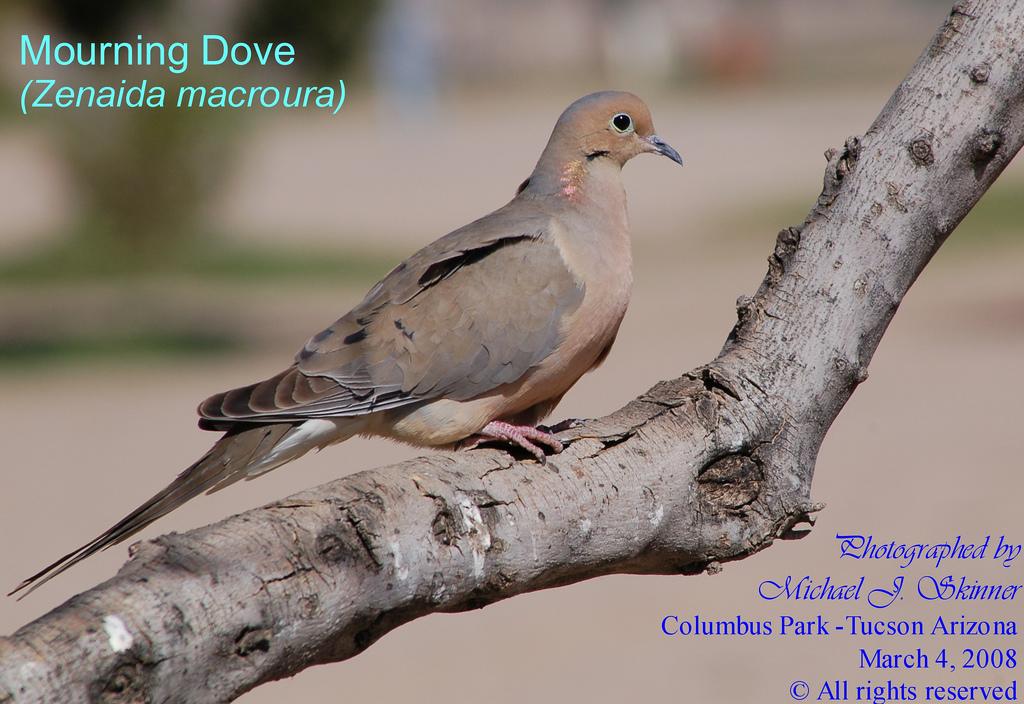 Mourning Dove
(Zenaida macroura)
Photographed by
Michael J. Skinner
Columbus Park -Tucson Arizona
March 4, 2008
© All rights reserved